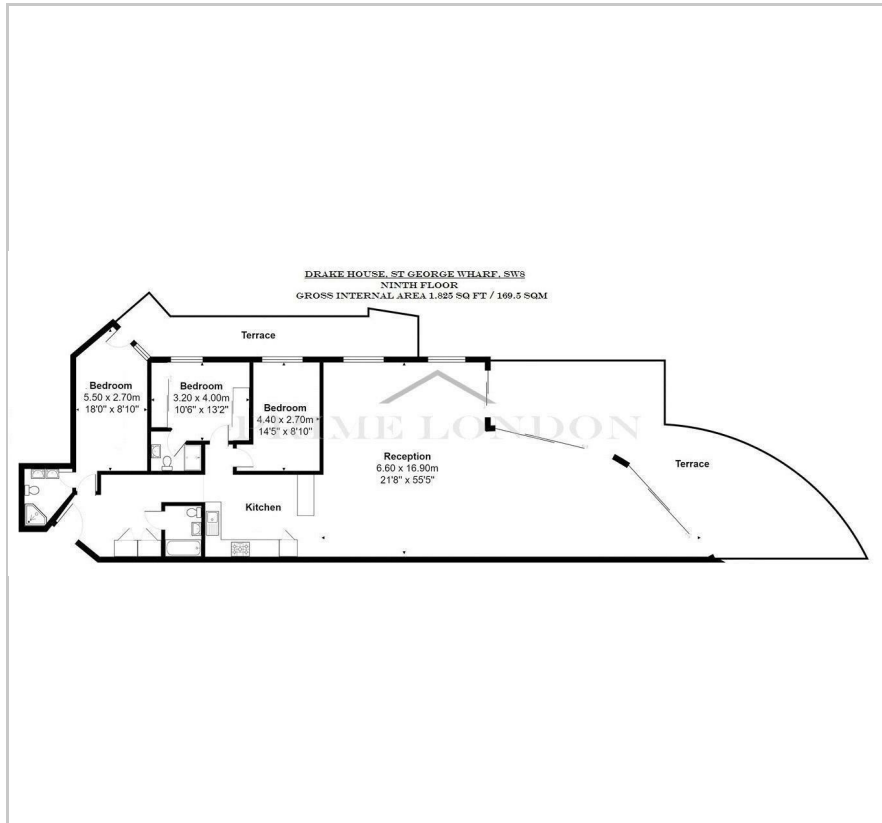 DRAKE HOUSE, ST GEORGE WHARF, SW8
NINTH FLOOR
GROSS INTERNAL AREA 1,825 SQ FT / 169.5 SQM
Terrace
Bedroom
5.50 x 2.70m
18'0" x 8'10"
Bedroom
3.20 x 4.00m
10'6" x 13'2"
Bedroom
4.40 x 2.70m
14'5" x 8'10"
PRIME LONDON
Reception
6.60 x 16.90m
21'8" x 55'5"
Terrace
Kitchen